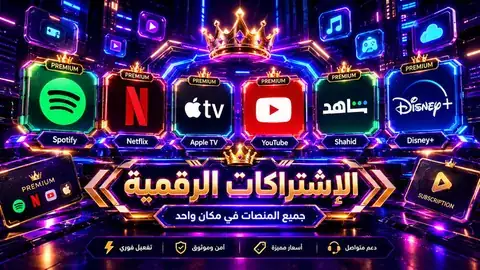 PREMIUM
PREMIUM
PREMIUM
PREMIUM
PREMIUM
PREMIUM
N
tv
شاهد
Disney+
Spotify
Netflix
Apple TV
YouTube
Shahid
Disney+
PREMIUM
N
الإشتراكات الرقمية
SUBSCRIPTION
جميع المنصات في مكان واحد
دعم متواصل
أسعار مميزة
آمن وموثوق
تفعيل فوري